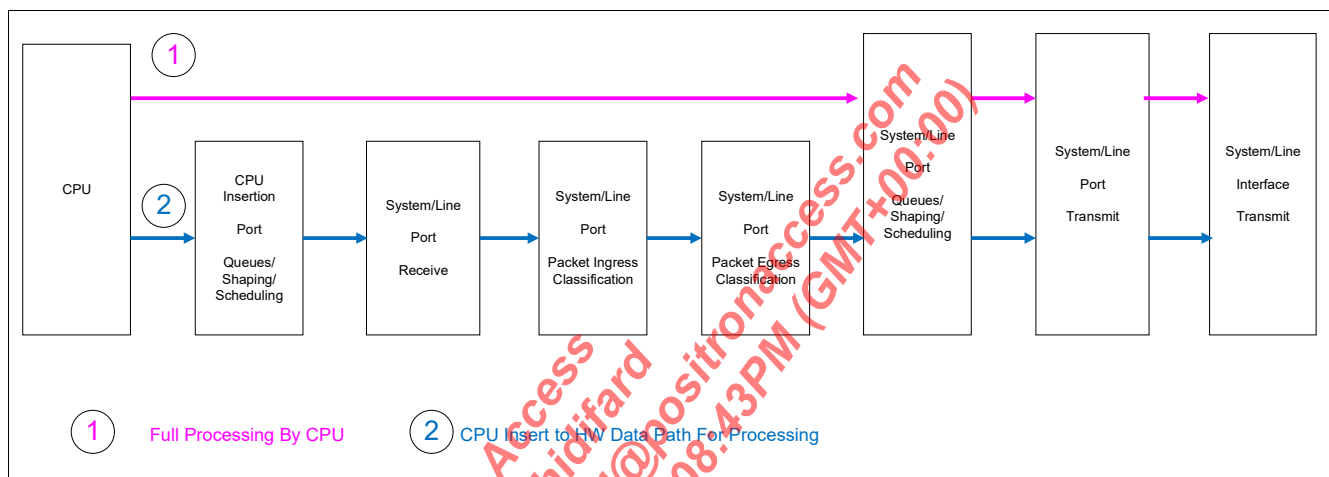 1
CPU
2
CPU
Insertion
Port
Queues/
Shaping/
Scheduling
System/Line
Port
Receive
System/Line
Port
Packet Ingress
Classification
System/Line
Port
Packet Egress
Classification
System/Line
Port
Queues/
Shaping/
Scheduling
System/Line
Port
Transmit
System/Line
Interface
Transmit
1 Full Processing By CPU
2 CPU Insert to HW Data Path For Processing
Access
hidifard
@positronaccess.com
08:43PM (GMT+00:00)